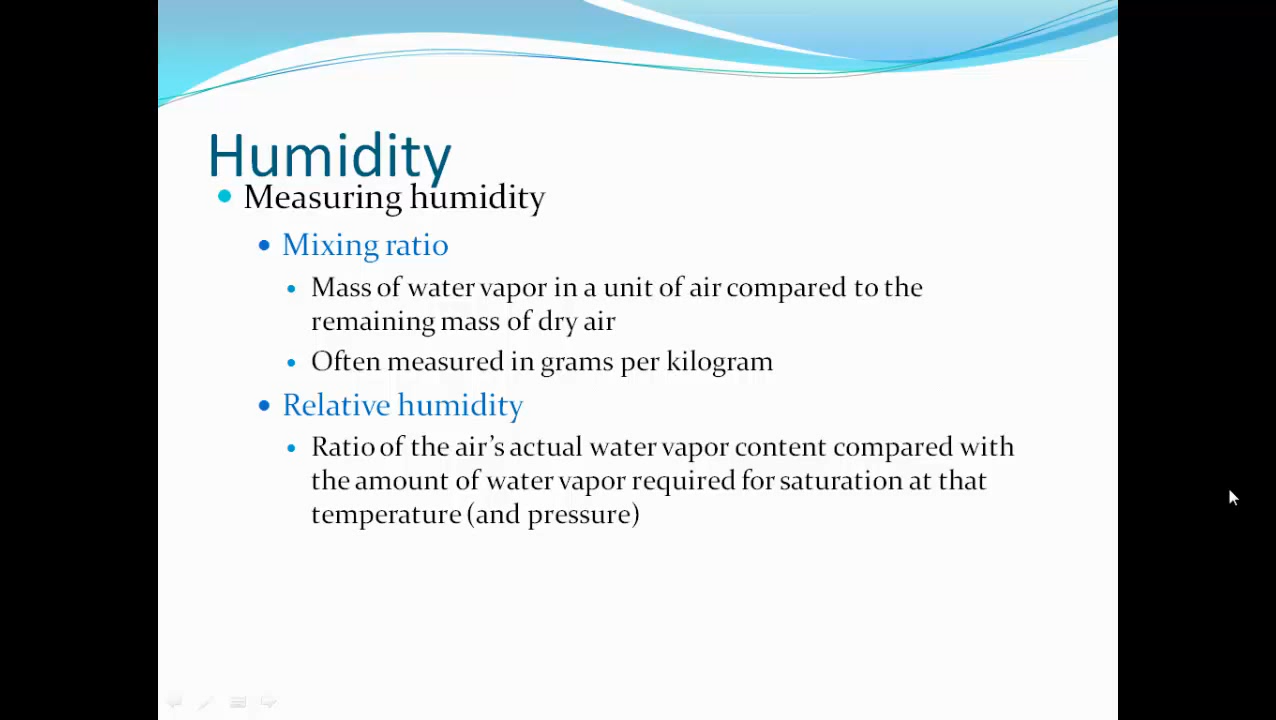 Humidity
Measuring humidity
Mixing ratio
Mass of water vapor in a unit of air compared to the
remaining mass of dry air
Often measured in grams per kilogram
Relative humidity
Ratio of the air’s actual water vapor content compared with
the amount of water vapor required for saturation at that
temperature (and pressure)